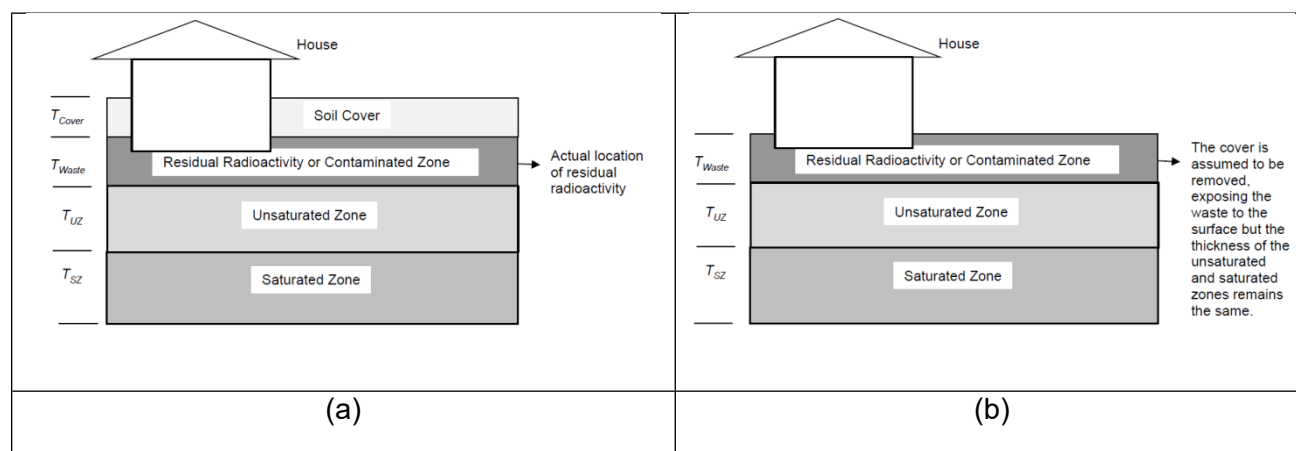 House
T_Cover
Soil Cover
T_Waste
Residual Radioactivity or Contaminated Zone
Actual location
of residual
radioactivity
T_UZ
Unsaturated Zone
T_SZ
Saturated Zone
(a)
House
T_Waste
Residual Radioactivity or Contaminated Zone
The cover is
assumed to be
removed,
exposing the
waste to the
surface but the
thickness of the
unsaturated
and saturated
zones remains
the same.
T_UZ
Unsaturated Zone
T_SZ
Saturated Zone
(b)